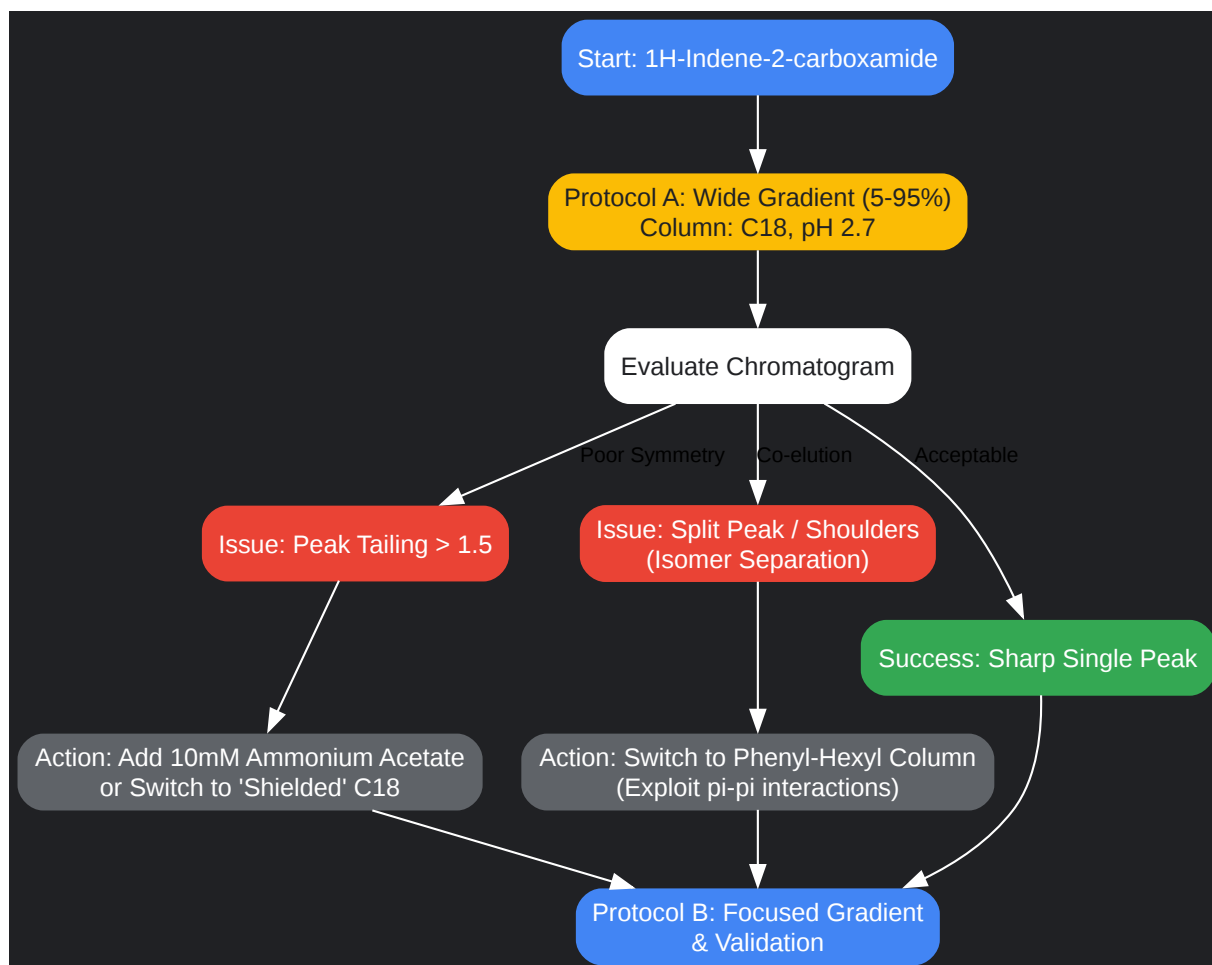 Start: 1H-Indene-2-carboxamide
Protocol A: Wide Gradient (5-95%)
Column: C18, pH 2.7
Evaluate Chromatogram
Poor Symmetry
Co-elution
Acceptable
Issue: Peak Tailing > 1.5
Issue: Split Peak / Shoulders
(Isomer Separation)
Success: Sharp Single Peak
Action: Add 10mM Ammonium Acetate
or Switch to 'Shielded' C18
Action: Switch to Phenyl-Hexyl Column
(Exploit pi-pi interactions)
Protocol B: Focused Gradient
& Validation